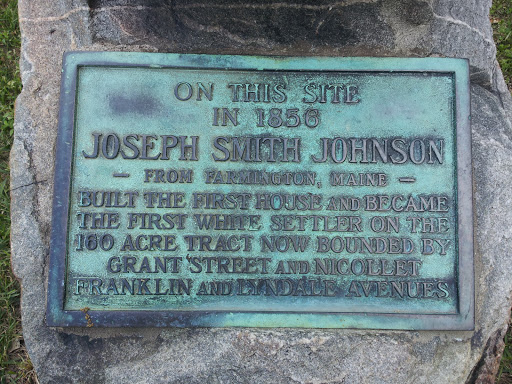 ON THIS SITE
IN 1856
JOSEPH SMITH JOHNSON
— FROM FARMINGTON, MAINE —
BUILT THE FIRST HOUSE AND BECAME
THE FIRST WHITE SETTLER ON THE
160 ACRE TRACT NOW BOUNDED BY
GRANT STREET AND NICOLLET
FRANKLIN AND LYNDALE AVENUES